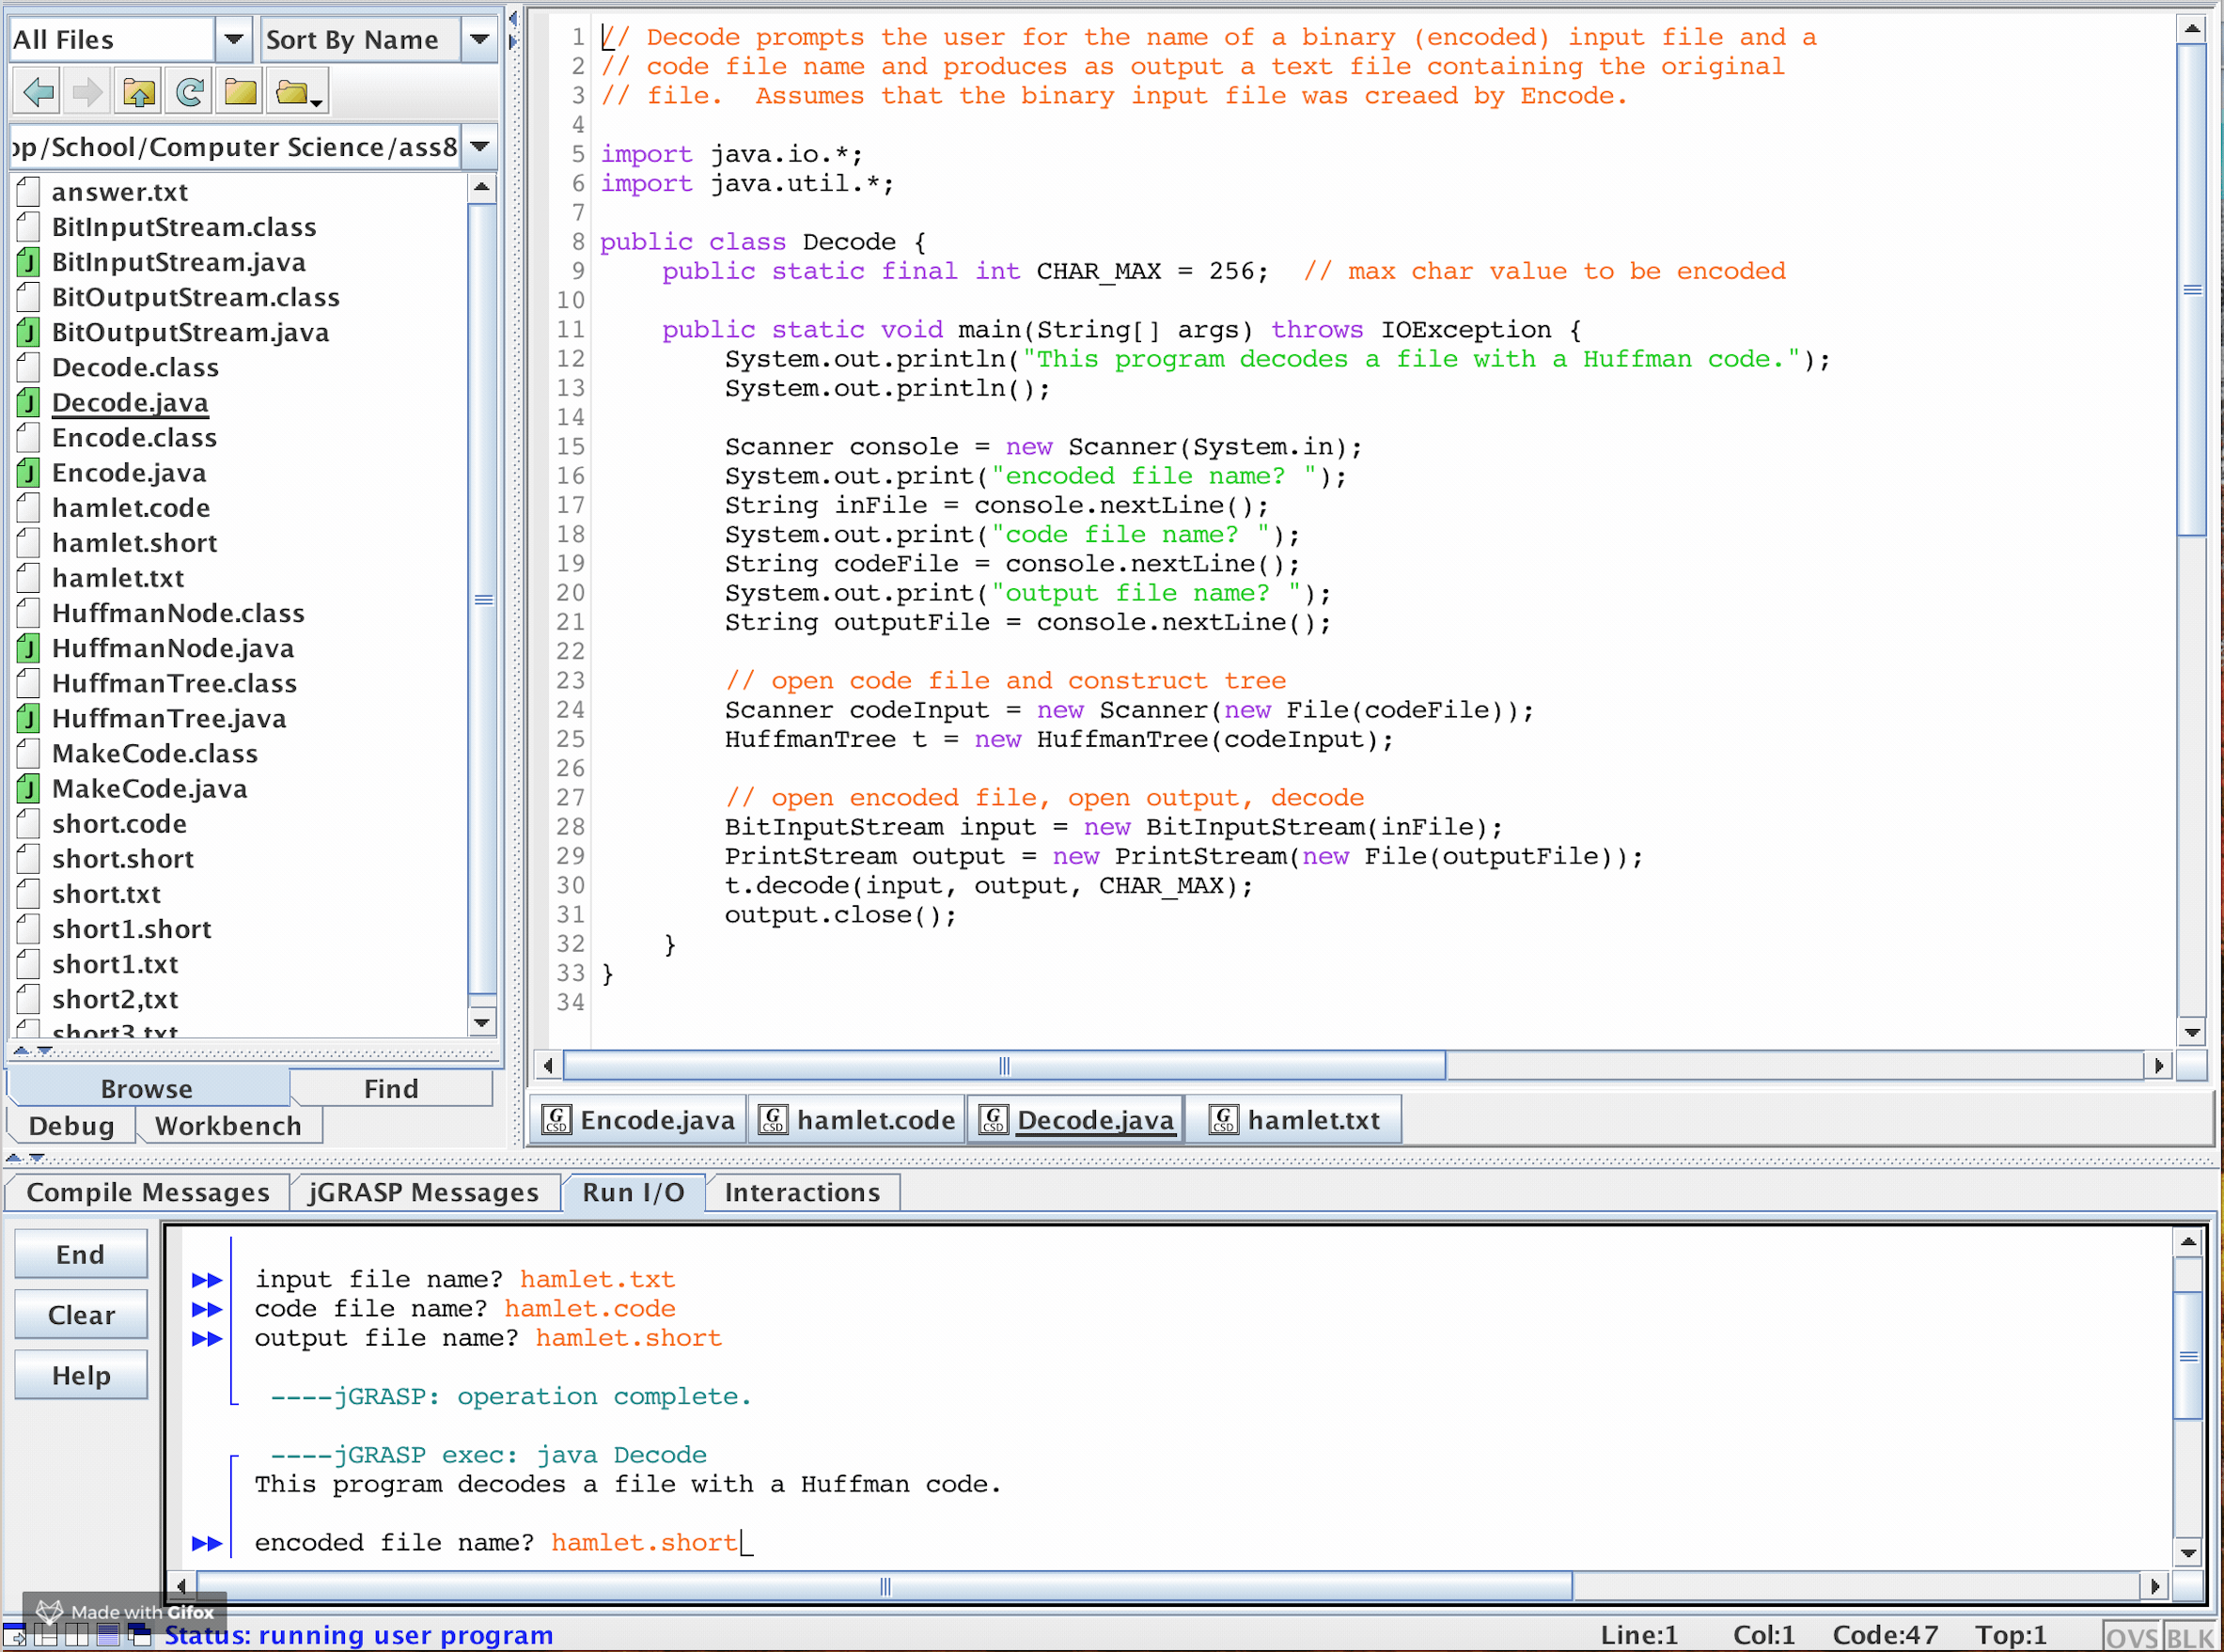 All Files
Sort By Name
op/School/Computer Science/ass8
answer.txt
BitInputStream.class
BitInputStream.java
BitOutputStream.class
BitOutputStream.java
Decode.class
Decode.java
Encode.class
Encode.java
hamlet.code
hamlet.short
hamlet.txt
HuffmanNode.class
HuffmanNode.java
HuffmanTree.class
HuffmanTree.java
MakeCode.class
MakeCode.java
short.code
short.short
short.txt
short1.short
short1.txt
short2,txt
short3.txt
Browse
Find
Debug
Workbench
1 // Decode prompts the user for the name of a binary (encoded) input file and a
2 // code file name and produces as output a text file containing the original
3 // file.  Assumes that the binary input file was creaed by Encode.
4
5 import java.io.*;
6 import java.util.*;
7
8 public class Decode {
9     public static final int CHAR_MAX = 256;  // max char value to be encoded
10
11     public static void main(String[] args) throws IOException {
12         System.out.println("This program decodes a file with a Huffman code.");
13         System.out.println();
14
15         Scanner console = new Scanner(System.in);
16         System.out.print("encoded file name? ");
17         String inFile = console.nextLine();
18         System.out.print("code file name? ");
19         String codeFile = console.nextLine();
20         System.out.print("output file name? ");
21         String outputFile = console.nextLine();
22
23         // open code file and construct tree
24         Scanner codeInput = new Scanner(new File(codeFile));
25         HuffmanTree t = new HuffmanTree(codeInput);
26
27         // open encoded file, open output, decode
28         BitInputStream input = new BitInputStream(inFile);
29         PrintStream output = new PrintStream(new File(outputFile));
30         t.decode(input, output, CHAR_MAX);
31         output.close();
32     }
33 }
34
Encode.java
hamlet.code
Decode.java
hamlet.txt
Compile Messages
jGRASP Messages
Run I/O
Interactions
End
Clear
Help
input file name? hamlet.txt
code file name? hamlet.code
output file name? hamlet.short
----jGRASP: operation complete.
----jGRASP exec: java Decode
This program decodes a file with a Huffman code.
encoded file name? hamlet.short
Made with Gifox
Status: running user program
Line:1 Col:1 Code:47 Top:1 OVS BLK